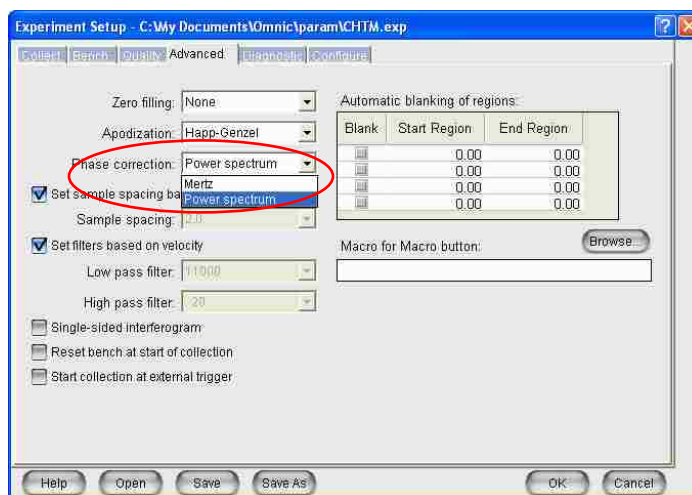 Experiment Setup - C:\My Documents\Omnic\param\CHTM.exp
Collect Bench Quality Advanced Diagnostic Configure
Zero filling: None
Apodization: Happ-Genzel
Phase correction: Power spectrum
Mertz
Power spectrum
Set sample spacing ba
Sample spacing: 2.0
Set filters based on velocity
Low pass filter: 11000
High pass filter: 20
Single-sided interferogram
Reset bench at start of collection
Start collection at external trigger
Automatic blanking of regions:
Blank Start Region End Region
0.00 0.00
0.00 0.00
0.00 0.00
0.00 0.00
Macro for Macro button:
Browse...
Help Open Save Save As OK Cancel